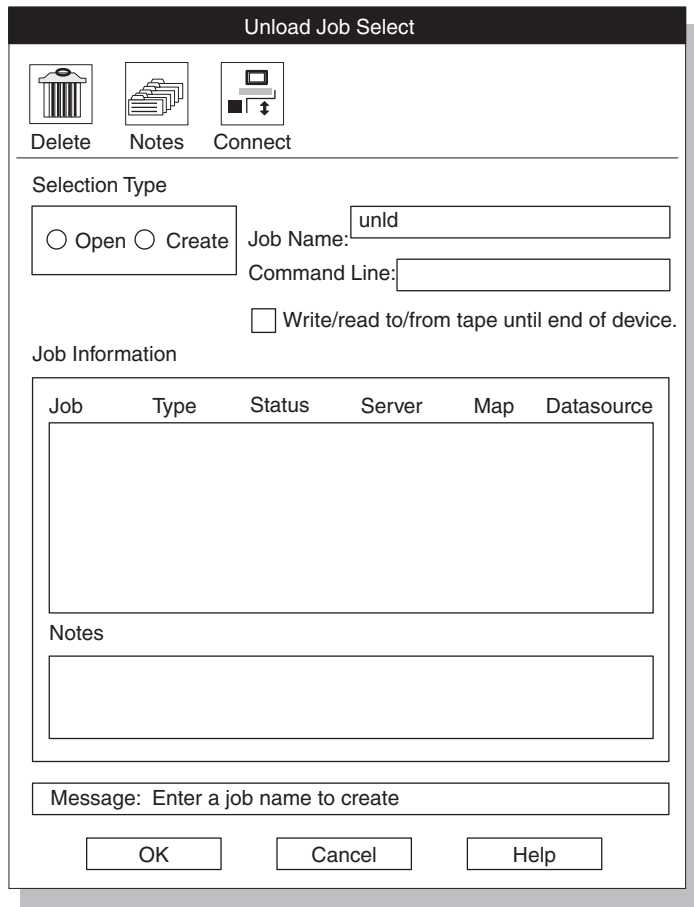 Unload Job Select
Delete Notes Connect
Selection Type
Open Create
Job Name: unld
Command Line:
Write/read to/from tape until end of device.
Job Information
Job Type Status Server Map Datasource
Notes
Message: Enter a job name to create
OK Cancel Help